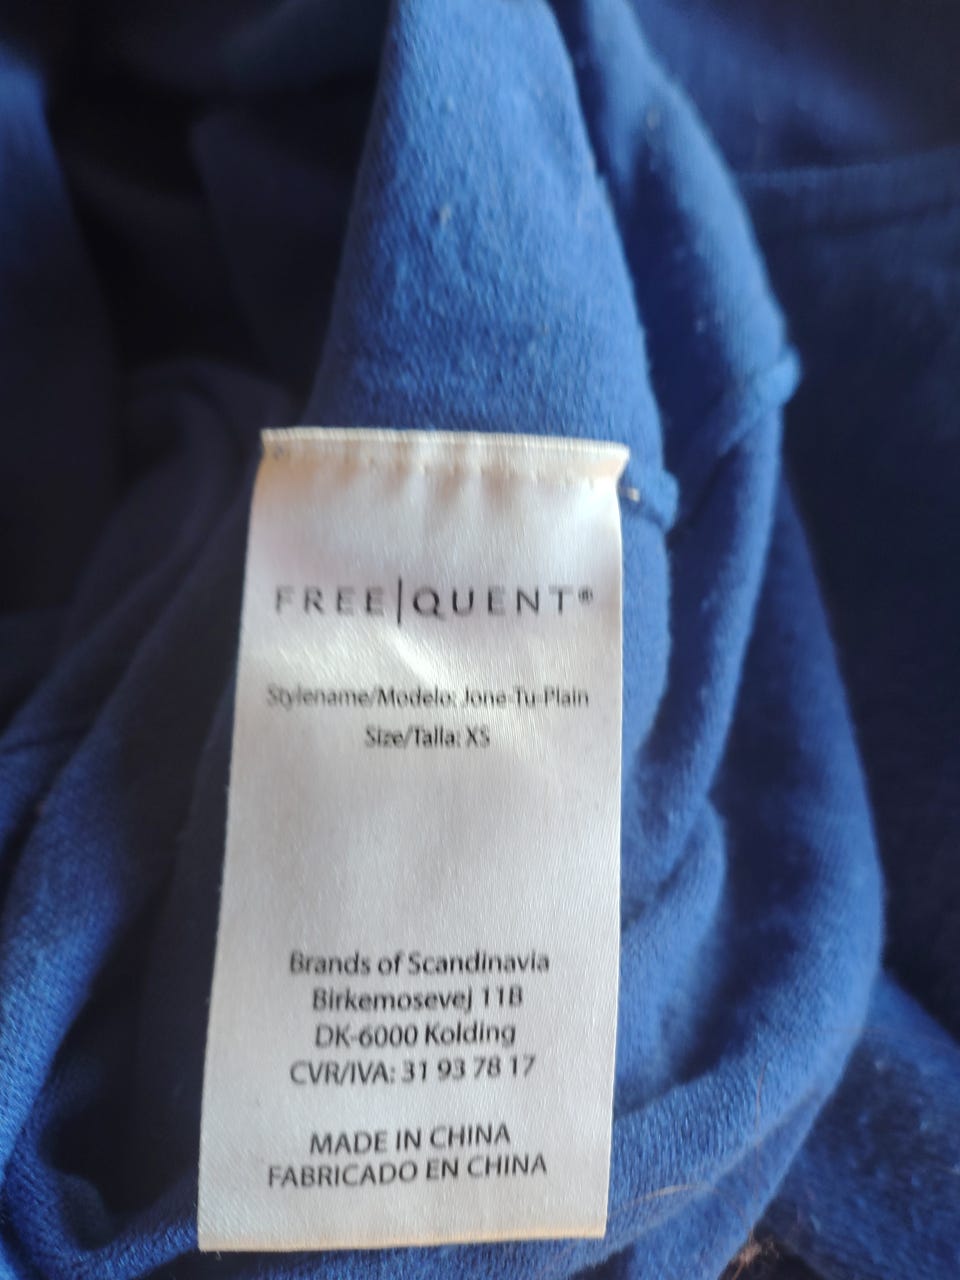 FREE|QUENT®
Stylename/Modelo: Jone-Tu-Plain
Size/Talla: XS
Brands of Scandinavia
Birkemosevej 11B
DK-6000 Kolding
CVR/IVA: 31 93 78 17
MADE IN CHINA
FABRICADO EN CHINA